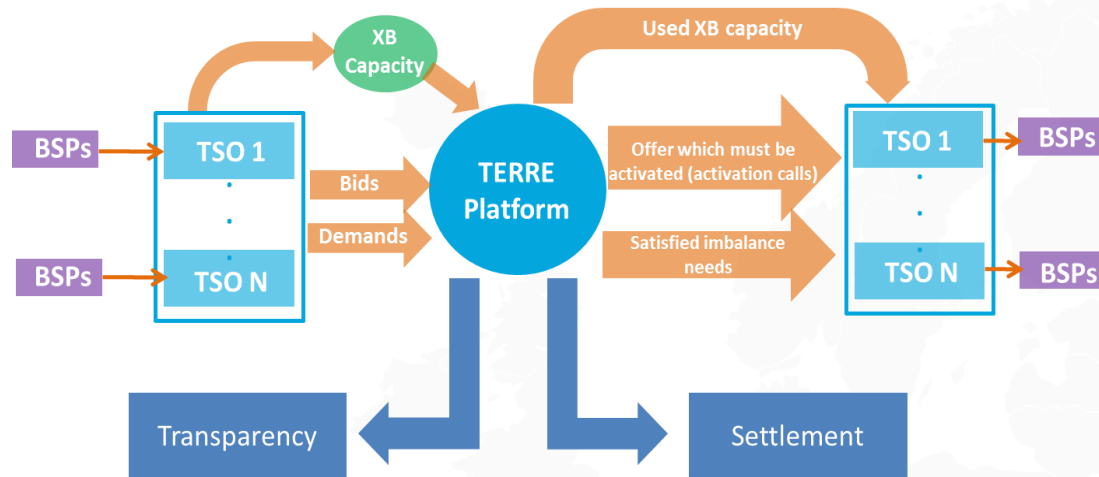 XB
Capacity
Used XB capacity
BSPs
TSO 1
.
.
.
TSO N
BSPs
Bids
Demands
TERRE
Platform
Offer which must be
activated (activation calls)
Satisfied imbalance
needs
TSO 1
.
.
.
TSO N
BSPs
BSPs
Transparency
Settlement